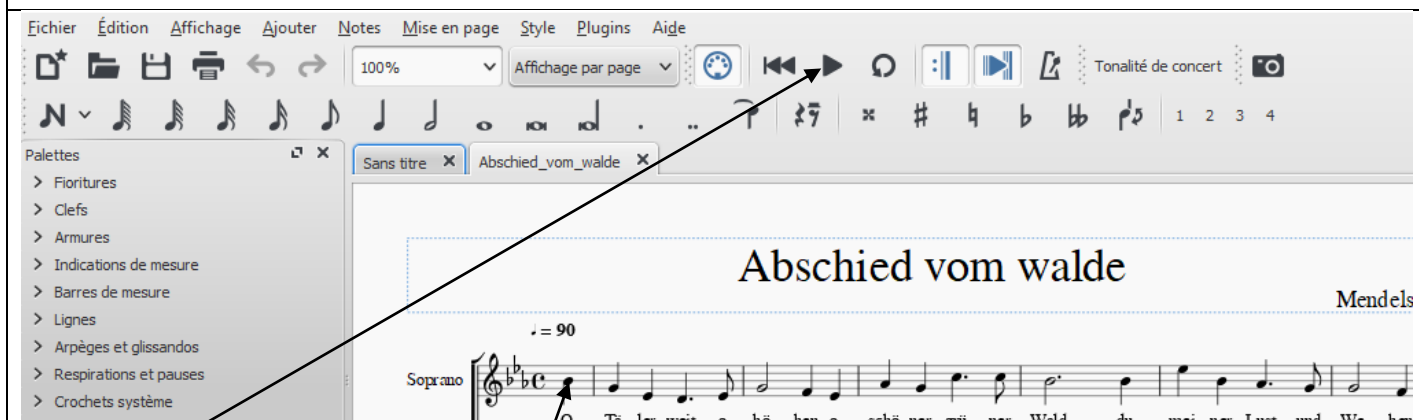 Fichier Édition Affichage Ajouter Notes Mise en page Style Plugins Aide
100% Affichage par page Tonalité de concert
1 2 3 4
Palettes
Sans titre Abschied_vom_walde
Fioritures
Clefs
Armures
Indications de mesure
Barres de mesure
Lignes
Arpèges et glissandos
Respirations et pauses
Crochets système
Abschied vom walde
Mendels
= 90
Soprano